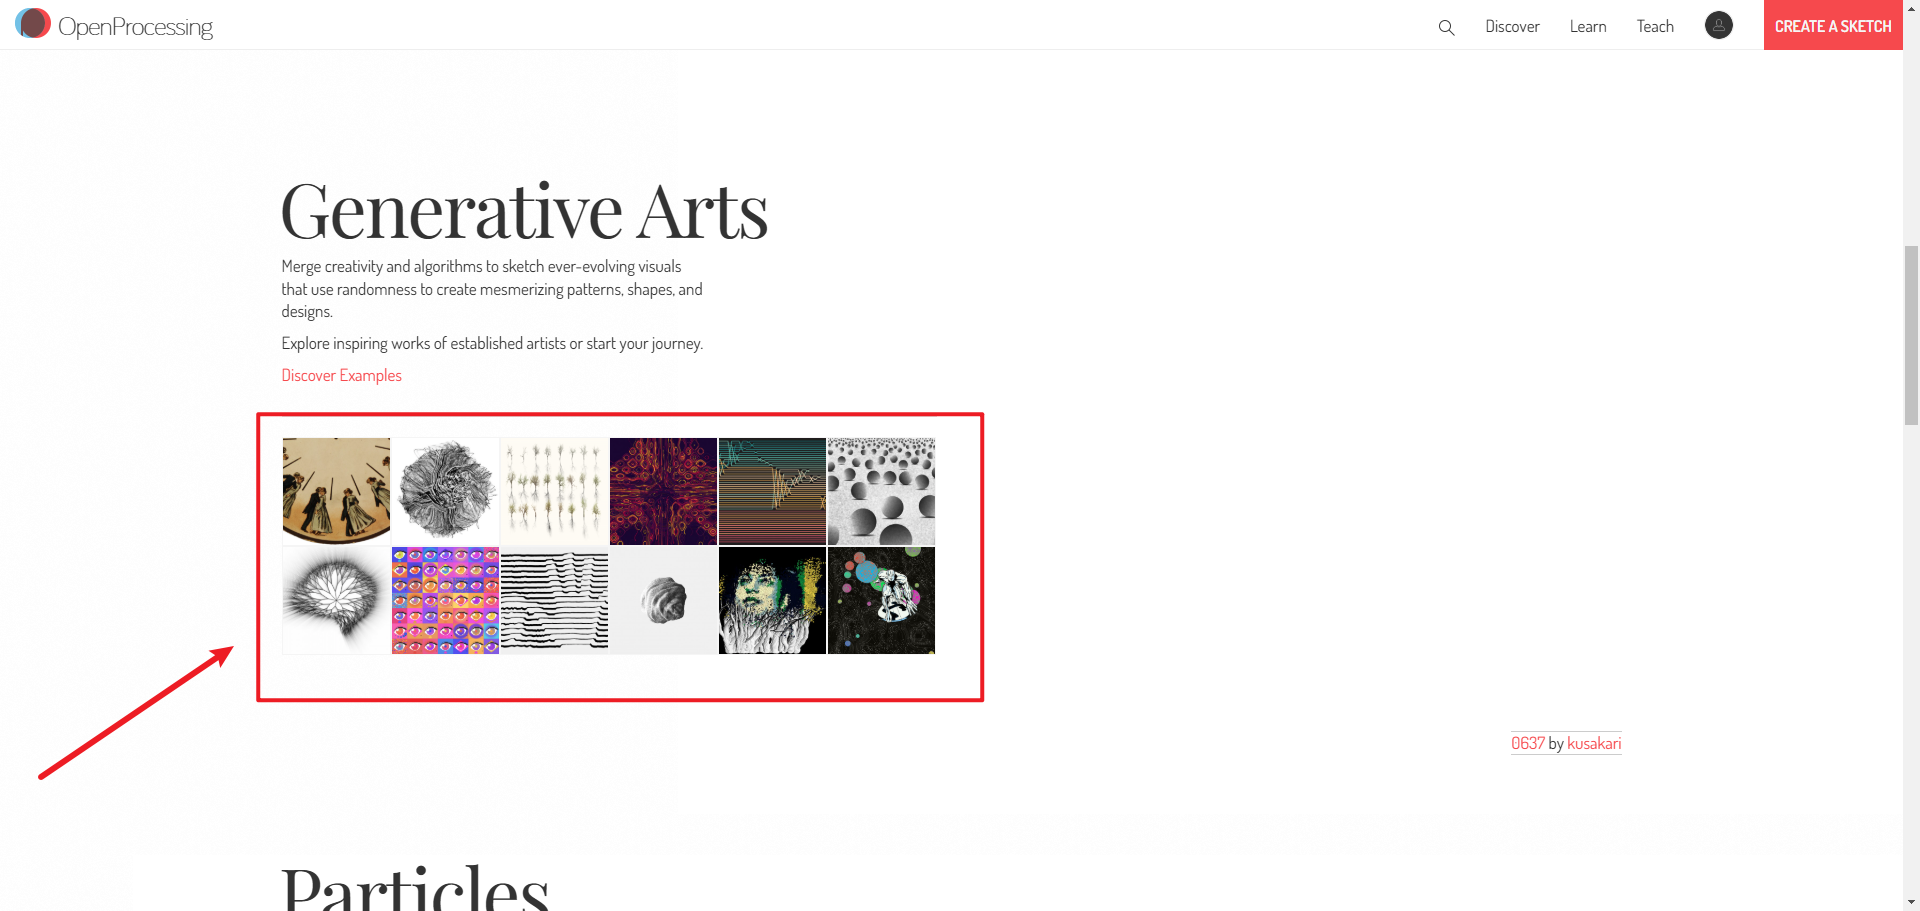 OpenProcessing
Discover
Learn
Teach
CREATE A SKETCH
Generative Arts
Merge creativity and algorithms to sketch ever-evolving visuals
that use randomness to create mesmerizing patterns, shapes, and
designs.
Explore inspiring works of established artists or start your journey.
Discover Examples
0637 by kusakari
Particles